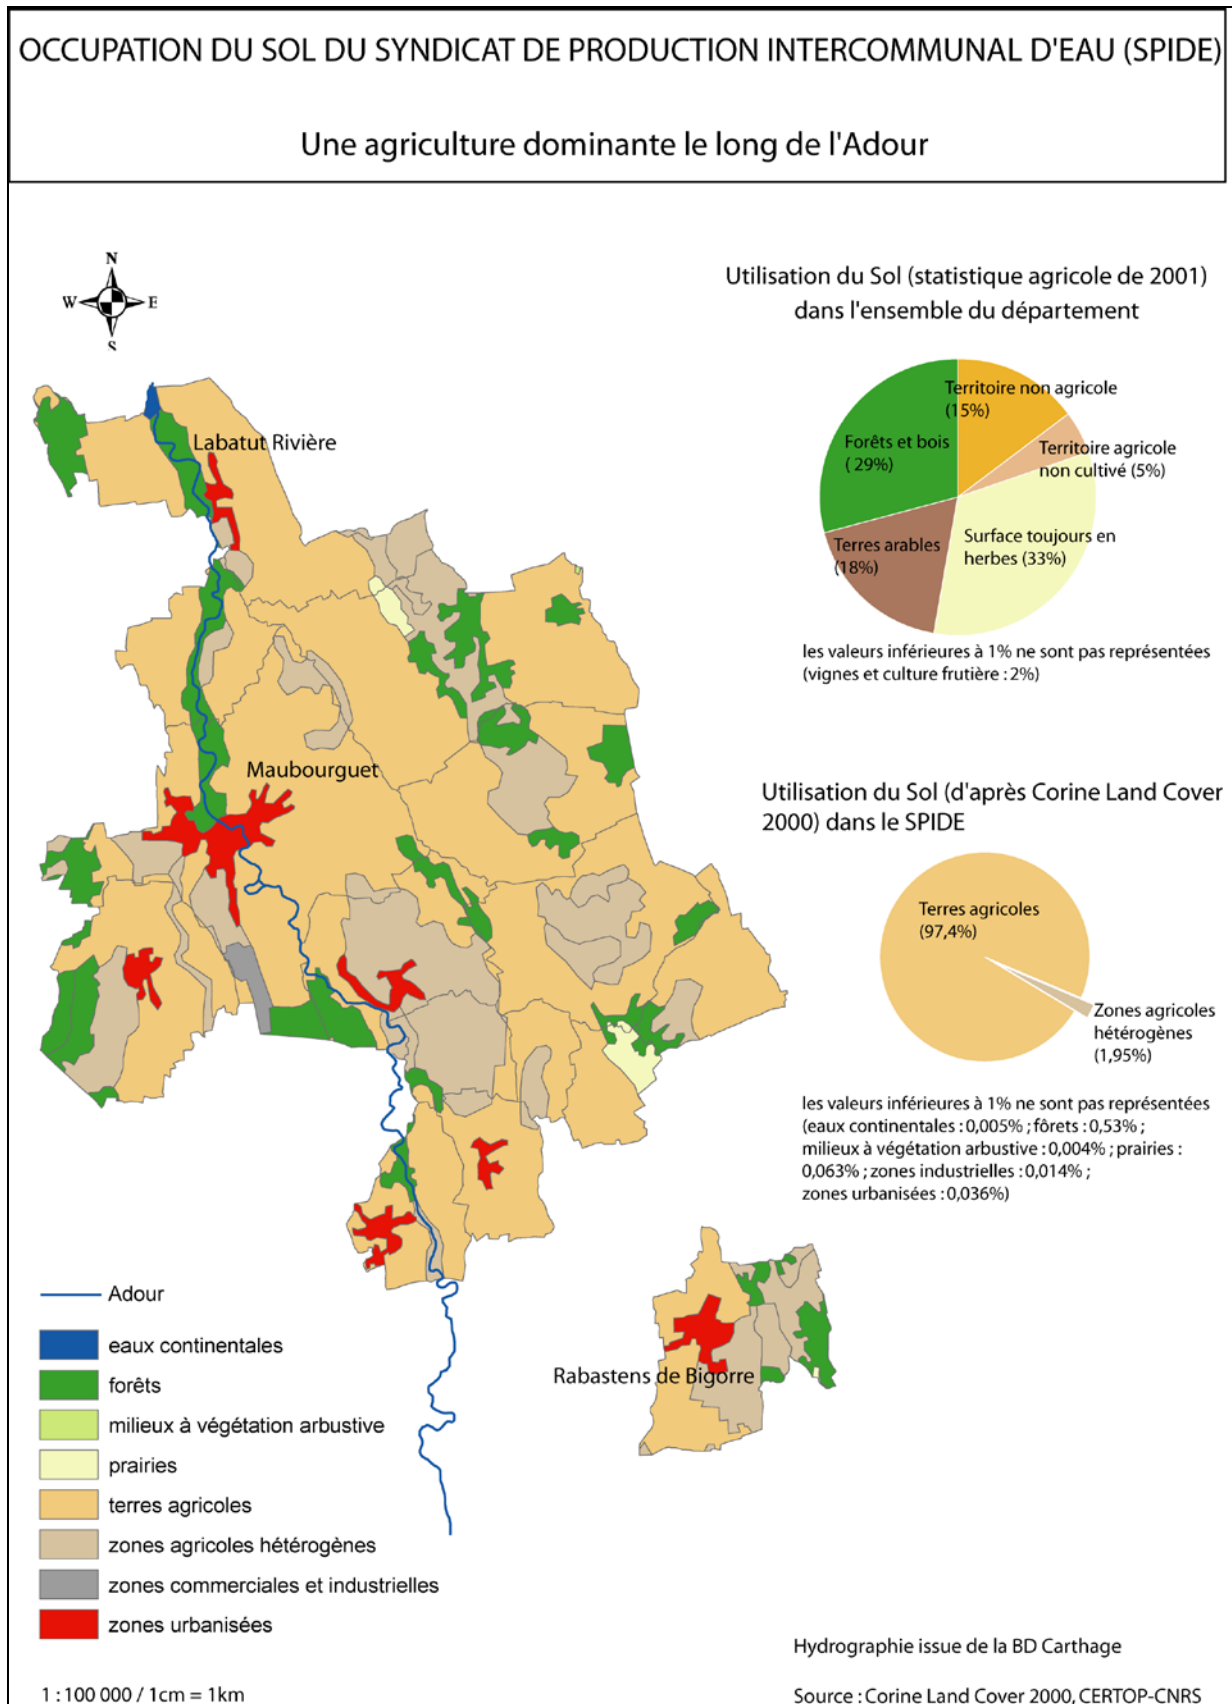 OCCUPATION DU SOL DU SYNDICAT DE PRODUCTION INTERCOMMUNAL D'EAU (SPIDE)
Une agriculture dominante le long de l'Adour
N
W
E
S
Utilisation du Sol (statistique agricole de 2001)
dans l'ensemble du département
Territoire non agricole
(15%)
Forêts et bois
( 29%)
Territoire agricole
non cultivé (5%)
Terres arables
(18%)
Surface toujours en
herbes (33%)
les valeurs inférieures à 1% ne sont pas représentées
(vignes et culture frutière : 2%)
Labatut Rivière
Maubourguet
Utilisation du Sol (d'après Corine Land Cover
2000) dans le SPIDE
Terres agricoles
(97,4%)
Zones agricoles
hétérogènes
(1,95%)
les valeurs inférieures à 1% ne sont pas représentées
(eaux continentales : 0,005% ; fôrets : 0,53% ;
milieux à végétation arbustive : 0,004% ; prairies :
0,063% ; zones industrielles : 0,014% ;
zones urbanisées : 0,036%)
Rabastens de Bigorre
Adour
eaux continentales
forêts
milieux à végétation arbustive
prairies
terres agricoles
zones agricoles hétérogènes
zones commerciales et industrielles
zones urbanisées
1 : 100 000 / 1cm = 1km
Hydrographie issue de la BD Carthage
Source : Corine Land Cover 2000, CERTOP-CNRS